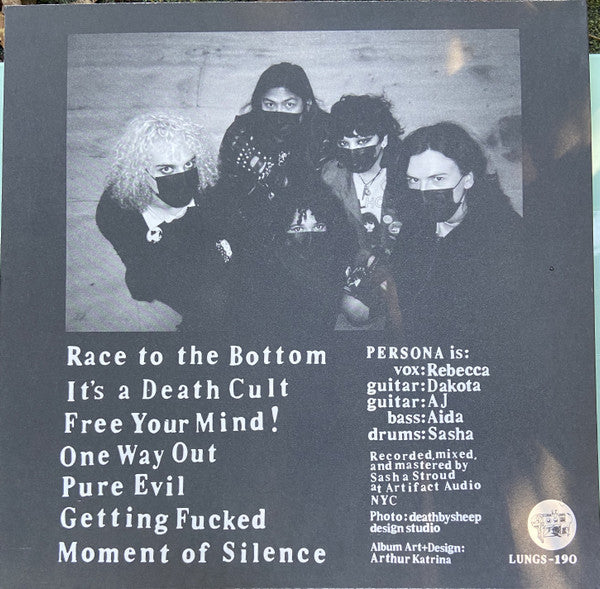 Race to the Bottom
It's a Death Cult
Free Your Mind!
One Way Out
Pure Evil
Getting Fucked
Moment of Silence
PERSONA is:
vox:Rebecca
guitar:Dakota
guitar:AJ
bass:Aida
drums:Sasha
Recorded, mixed,
and mastered by
Sasha Stroud
at Artifact Audio
NYC
Photo:deathbysheep
design studio
Album Art+Design:
Arthur Katrina
LUNGS-190